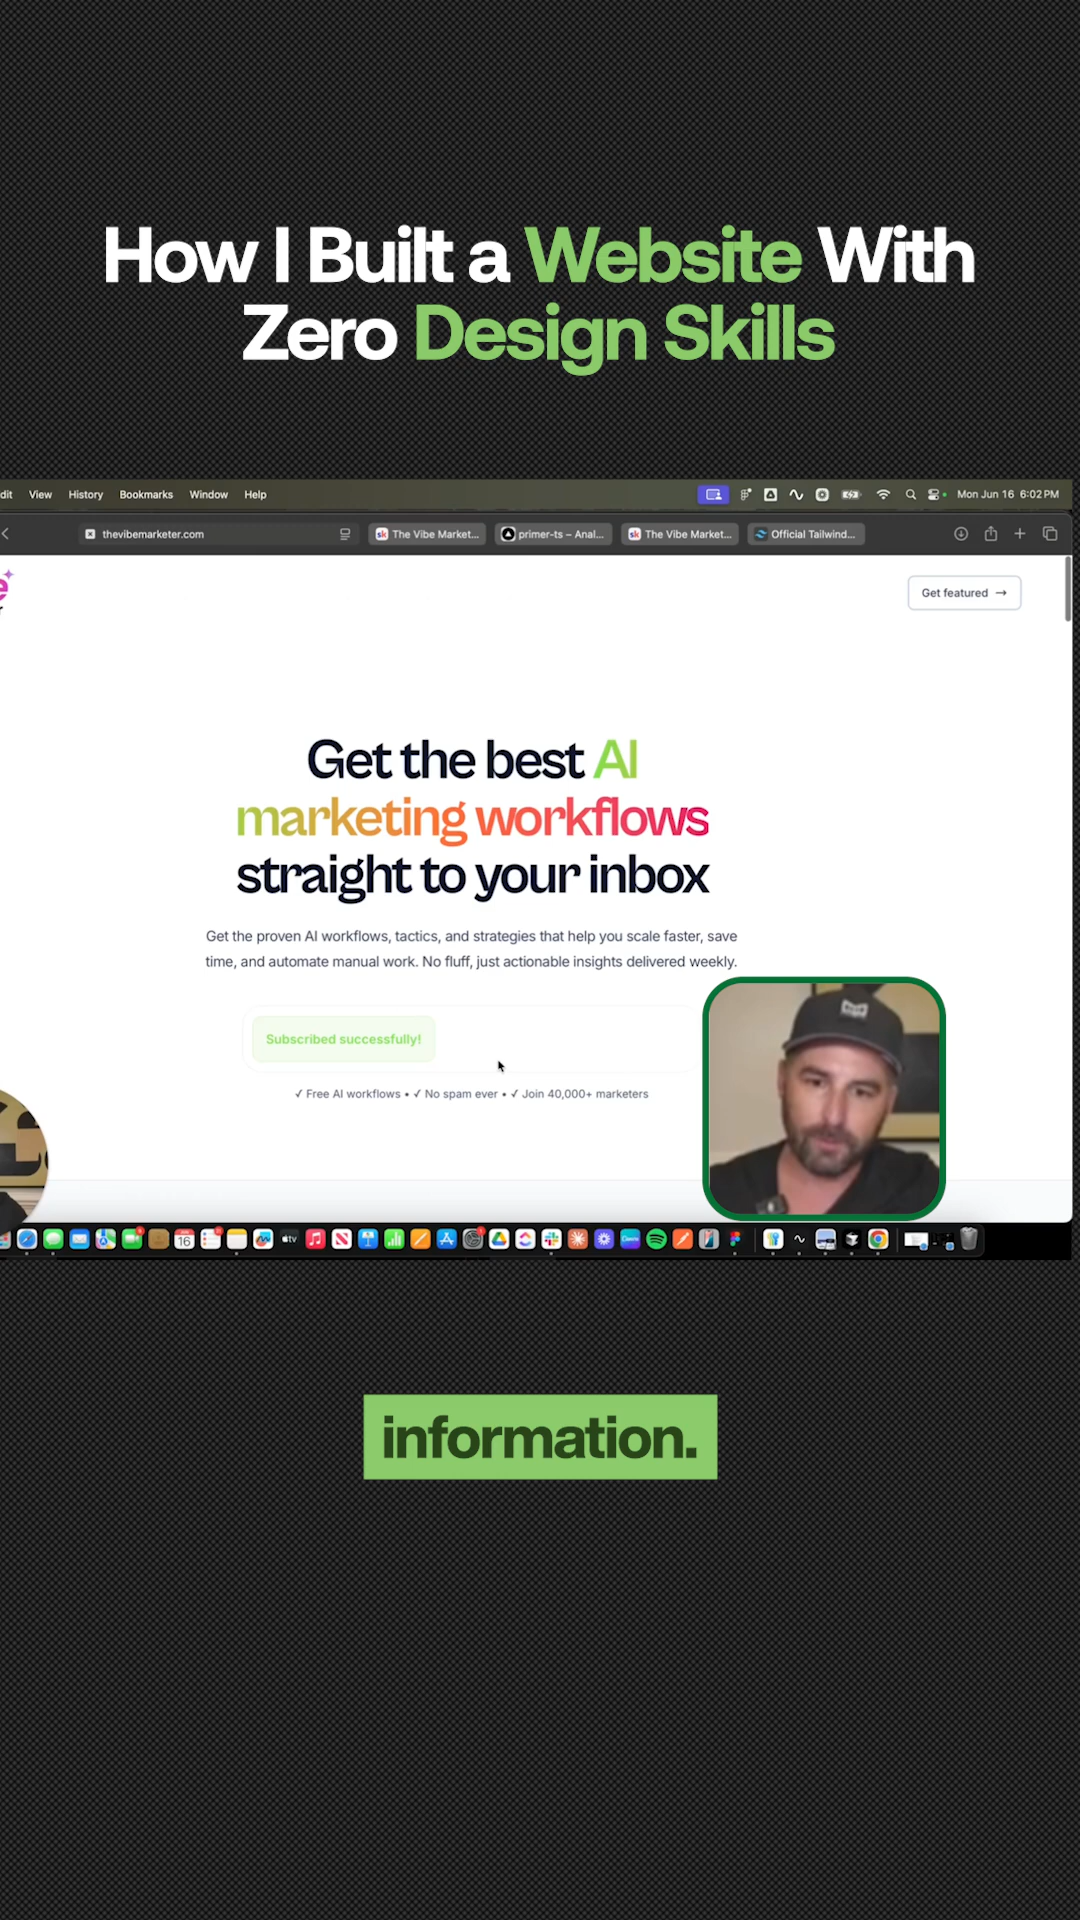 How I Built a Website With
Zero Design Skills
dit View History Bookmarks Window Help
Mon Jun 16 6:02 PM
thevibemarketer.com
The Vibe Market...
primer-ts – Anal...
The Vibe Market...
Official Tailwind...
Get featured →
Get the best AI
marketing workflows
straight to your inbox
Get the proven AI workflows, tactics, and strategies that help you scale faster, save
time, and automate manual work. No fluff, just actionable insights delivered weekly.
Subscribed successfully!
✓ Free AI workflows • ✓ No spam ever • ✓ Join 40,000+ marketers
information.